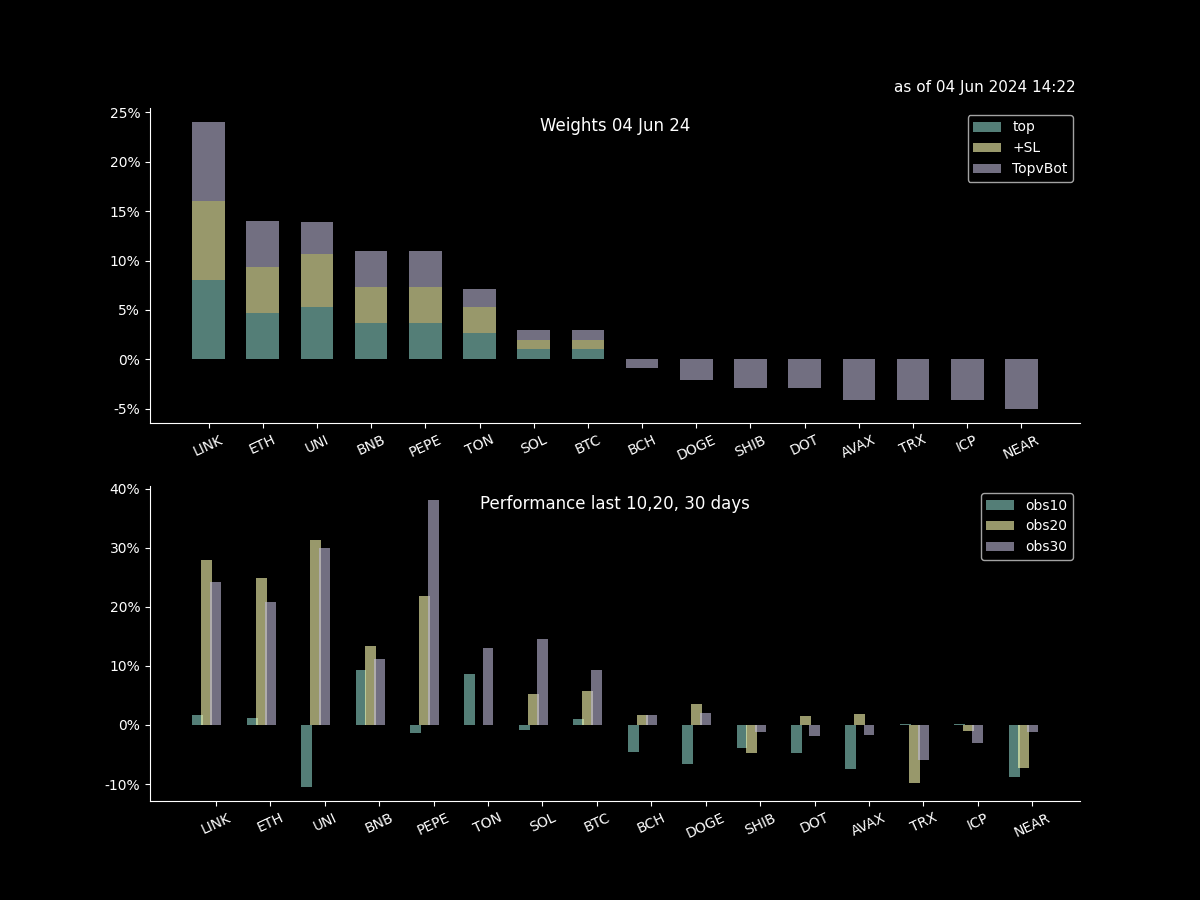 as of 04 Jun 2024 14:22
Weights 04 Jun 24
top
+SL
TopvBot
25%
20%
15%
10%
5%
0%
-5%
LINK ETH UNI BNB PEPE TON SOL BTC BCH DOGE SHIB DOT AVAX TRX ICP NEAR
Performance last 10,20, 30 days
obs10
obs20
obs30
40%
30%
20%
10%
0%
-10%
LINK ETH UNI BNB PEPE TON SOL BTC BCH DOGE SHIB DOT AVAX TRX ICP NEAR